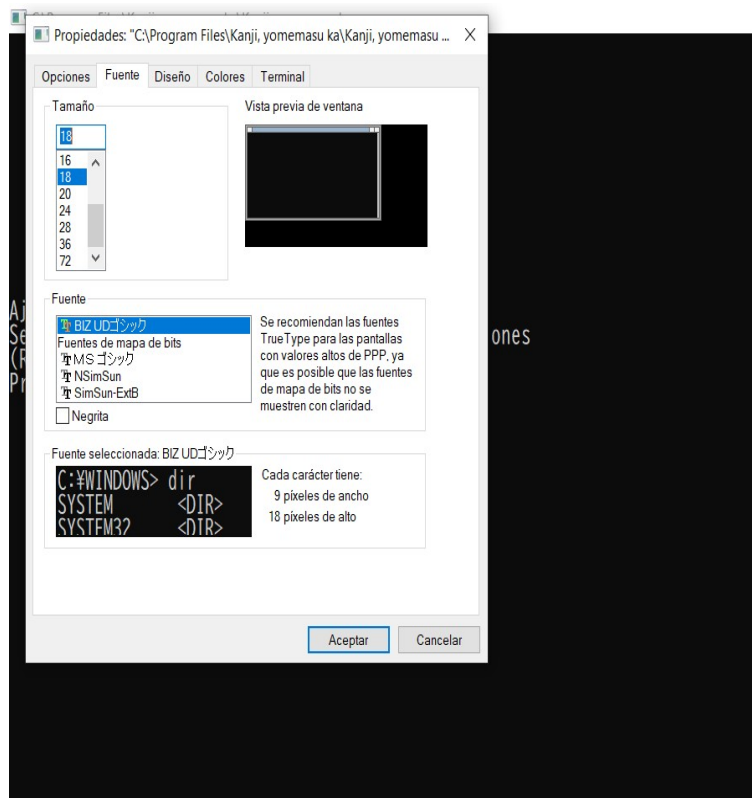 Propiedades: "C:\Program Files\Kanji, yomemasu ka\Kanji, yomemasu ...
Opciones Fuente Diseño Colores Terminal
Tamaño
18
16
18
20
24
28
36
72
Vista previa de ventana
Fuente
BIZ UDゴシック
Fuentes de mapa de bits
ＭＳ ゴシック
NSimSun
SimSun-ExtB
Negrita
Se recomiendan las fuentes
TrueType para las pantallas
con valores altos de PPP, ya
que es posible que las fuentes
de mapa de bits no se
muestren con claridad.
Fuente seleccionada: BIZ UDゴシック
C:¥WINDOWS> dir
SYSTEM <DIR>
SYSTEM32 <DIR>
Cada carácter tiene:
9 píxeles de ancho
18 píxeles de alto
Aceptar Cancelar
Aj
Se
ones
(R
Pr